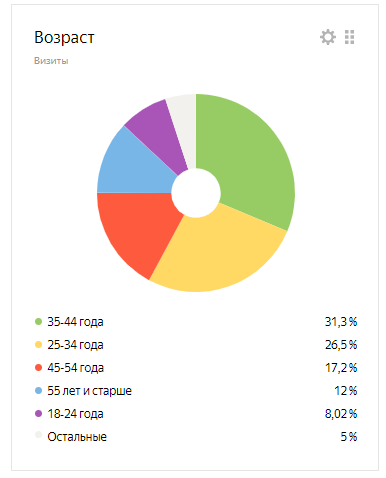 Возраст
Визиты
35-44 года 31,3 %
25-34 года 26,5 %
45-54 года 17,2 %
55 лет и старше 12 %
18-24 года 8,02 %
Остальные 5 %